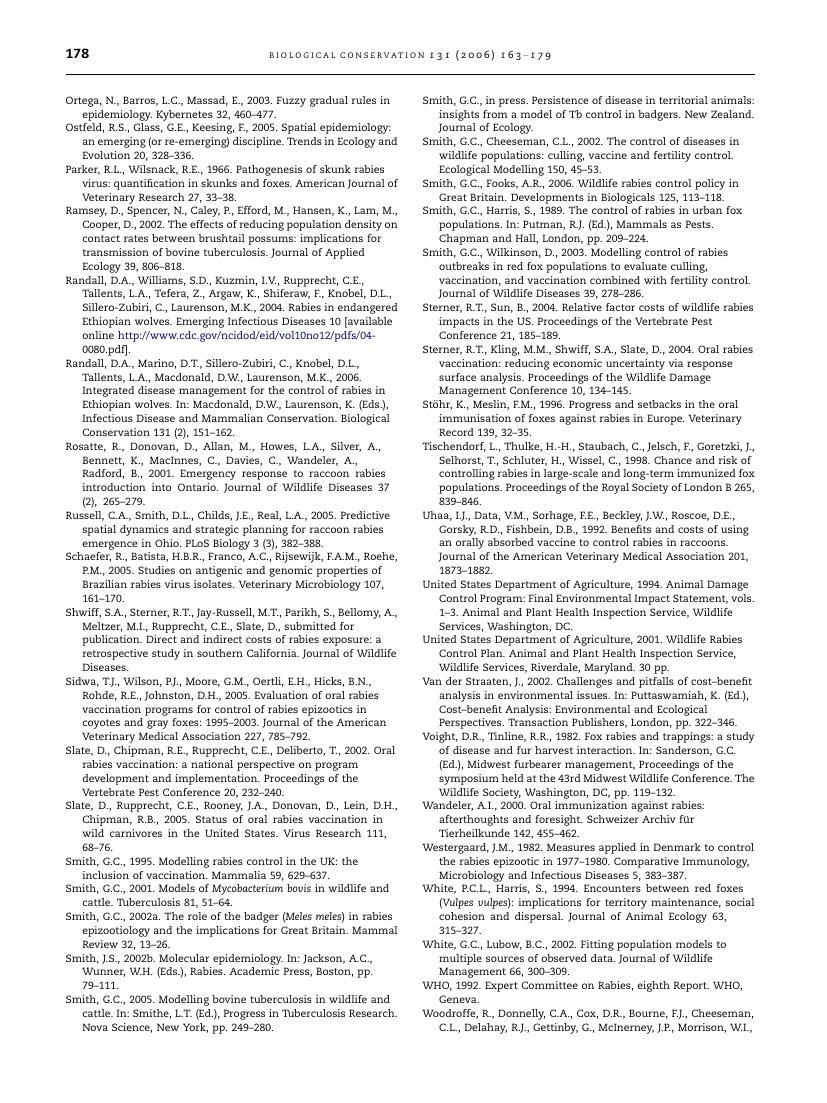 178
BIOLOGICAL CONSERVATION 131 (2006) 163–179
Ortega, N., Barros, L.C., Massad, E., 2003. Fuzzy gradual rules in
epidemiology. Kybernetes 32, 460–477.
Ostfeld, R.S., Glass, G.E., Keesing, F., 2005. Spatial epidemiology:
an emerging (or re-emerging) discipline. Trends in Ecology and
Evolution 20, 328–336.
Parker, R.L., Wilsnack, R.E., 1966. Pathogenesis of skunk rabies
virus: quantification in skunks and foxes. American Journal of
Veterinary Research 27, 33–38.
Ramsey, D., Spencer, N., Caley, P., Efford, M., Hansen, K., Lam, M.,
Cooper, D., 2002. The effects of reducing population density on
contact rates between brushtail possums: implications for
transmission of bovine tuberculosis. Journal of Applied
Ecology 39, 806–818.
Randall, D.A., Williams, S.D., Kuzmin, I.V., Rupprecht, C.E.,
Tallents, L.A., Tefera, Z., Argaw, K., Shiferaw, F., Knobel, D.L.,
Sillero-Zubiri, C., Laurenson, M.K., 2004. Rabies in endangered
Ethiopian wolves. Emerging Infectious Diseases 10 [available
online http://www.cdc.gov/ncidod/eid/vol10no12/pdfs/04-
0080.pdf].
Randall, D.A., Marino, D.T., Sillero-Zubiri, C., Knobel, D.L.,
Tallents, L.A., Macdonald, D.W., Laurenson, M.K., 2006.
Integrated disease management for the control of rabies in
Ethiopian wolves. In: Macdonald, D.W., Laurenson, K. (Eds.),
Infectious Disease and Mammalian Conservation. Biological
Conservation 131 (2), 151–162.
Rosatte, R., Donovan, D., Allan, M., Howes, L.A., Silver, A.,
Bennett, K., MacInnes, C., Davies, C., Wandeler, A.,
Radford, B., 2001. Emergency response to raccoon rabies
introduction into Ontario. Journal of Wildlife Diseases 37
(2), 265–279.
Russell, C.A., Smith, D.L., Childs, J.E., Real, L.A., 2005. Predictive
spatial dynamics and strategic planning for raccoon rabies
emergence in Ohio. PLoS Biology 3 (3), 382–388.
Schaefer, R., Batista, H.B.R., Franco, A.C., Rijsewijk, F.A.M., Roehe,
P.M., 2005. Studies on antigenic and genomic properties of
Brazilian rabies virus isolates. Veterinary Microbiology 107,
161–170.
Shwiff, S.A., Sterner, R.T., Jay-Russell, M.T., Parikh, S., Bellomy, A.,
Meltzer, M.I., Rupprecht, C.E., Slate, D., submitted for
publication. Direct and indirect costs of rabies exposure: a
retrospective study in southern California. Journal of Wildlife
Diseases.
Sidwa, T.J., Wilson, P.J., Moore, G.M., Oertli, E.H., Hicks, B.N.,
Rohde, R.E., Johnston, D.H., 2005. Evaluation of oral rabies
vaccination programs for control of rabies epizootics in
coyotes and gray foxes: 1995–2003. Journal of the American
Veterinary Medical Association 227, 785–792.
Slate, D., Chipman, R.E., Rupprecht, C.E., Deliberto, T., 2002. Oral
rabies vaccination: a national perspective on program
development and implementation. Proceedings of the
Vertebrate Pest Conference 20, 232–240.
Slate, D., Rupprecht, C.E., Rooney, J.A., Donovan, D., Lein, D.H.,
Chipman, R.B., 2005. Status of oral rabies vaccination in
wild carnivores in the United States. Virus Research 111,
68–76.
Smith, G.C., 1995. Modelling rabies control in the UK: the
inclusion of vaccination. Mammalia 59, 629–637.
Smith, G.C., 2001. Models of Mycobacterium bovis in wildlife and
cattle. Tuberculosis 81, 51–64.
Smith, G.C., 2002a. The role of the badger (Meles meles) in rabies
epizootiology and the implications for Great Britain. Mammal
Review 32, 13–26.
Smith, J.S., 2002b. Molecular epidemiology. In: Jackson, A.C.,
Wunner, W.H. (Eds.), Rabies. Academic Press, Boston, pp.
79–111.
Smith, G.C., 2005. Modelling bovine tuberculosis in wildlife and
cattle. In: Smithe, L.T. (Ed.), Progress in Tuberculosis Research.
Nova Science, New York, pp. 249–280.
Smith, G.C., in press. Persistence of disease in territorial animals:
insights from a model of Tb control in badgers. New Zealand.
Journal of Ecology.
Smith, G.C., Cheeseman, C.L., 2002. The control of diseases in
wildlife populations: culling, vaccine and fertility control.
Ecological Modelling 150, 45–53.
Smith, G.C., Fooks, A.R., 2006. Wildlife rabies control policy in
Great Britain. Developments in Biologicals 125, 113–118.
Smith, G.C., Harris, S., 1989. The control of rabies in urban fox
populations. In: Putman, R.J. (Ed.), Mammals as Pests.
Chapman and Hall, London, pp. 209–224.
Smith, G.C., Wilkinson, D., 2003. Modelling control of rabies
outbreaks in red fox populations to evaluate culling,
vaccination, and vaccination combined with fertility control.
Journal of Wildlife Diseases 39, 278–286.
Sterner, R.T., Sun, B., 2004. Relative factor costs of wildlife rabies
impacts in the US. Proceedings of the Vertebrate Pest
Conference 21, 185–189.
Sterner, R.T., Kling, M.M., Shwiff, S.A., Slate, D., 2004. Oral rabies
vaccination: reducing economic uncertainty via response
surface analysis. Proceedings of the Wildlife Damage
Management Conference 10, 134–145.
Stöhr, K., Meslin, F.M., 1996. Progress and setbacks in the oral
immunisation of foxes against rabies in Europe. Veterinary
Record 139, 32–35.
Tischendorf, L., Thulke, H.-H., Staubach, C., Jelsch, F., Goretzki, J.,
Selhorst, T., Schluter, H., Wissel, C., 1998. Chance and risk of
controlling rabies in large-scale and long-term immunized fox
populations. Proceedings of the Royal Society of London B 265,
839–846.
Uhaa, I.J., Data, V.M., Sorhage, F.E., Beckley, J.W., Roscoe, D.E.,
Gorsky, R.D., Fishbein, D.B., 1992. Benefits and costs of using
an orally absorbed vaccine to control rabies in raccoons.
Journal of the American Veterinary Medical Association 201,
1873–1882.
United States Department of Agriculture, 1994. Animal Damage
Control Program: Final Environmental Impact Statement, vols.
1–3. Animal and Plant Health Inspection Service, Wildlife
Services, Washington, DC.
United States Department of Agriculture, 2001. Wildlife Rabies
Control Plan. Animal and Plant Health Inspection Service,
Wildlife Services, Riverdale, Maryland. 30 pp.
Van der Straaten, J., 2002. Challenges and pitfalls of cost–benefit
analysis in environmental issues. In: Puttaswamiah, K. (Ed.),
Cost–benefit Analysis: Environmental and Ecological
Perspectives. Transaction Publishers, London, pp. 322–346.
Voight, D.R., Tinline, R.R., 1982. Fox rabies and trappings: a study
of disease and fur harvest interaction. In: Sanderson, G.C.
(Ed.), Midwest furbearer management, Proceedings of the
symposium held at the 43rd Midwest Wildlife Conference. The
Wildlife Society, Washington, DC, pp. 119–132.
Wandeler, A.I., 2000. Oral immunization against rabies:
afterthoughts and foresight. Schweizer Archiv für
Tierheilkunde 142, 455–462.
Westergaard, J.M., 1982. Measures applied in Denmark to control
the rabies epizootic in 1977–1980. Comparative Immunology,
Microbiology and Infectious Diseases 5, 383–387.
White, P.C.L., Harris, S., 1994. Encounters between red foxes
(Vulpes vulpes): implications for territory maintenance, social
cohesion and dispersal. Journal of Animal Ecology 63,
315–327.
White, G.C., Lubow, B.C., 2002. Fitting population models to
multiple sources of observed data. Journal of Wildlife
Management 66, 300–309.
WHO, 1992. Expert Committee on Rabies, eighth Report. WHO,
Geneva.
Woodroffe, R., Donnelly, C.A., Cox, D.R., Bourne, F.J., Cheeseman,
C.L., Delahay, R.J., Gettinby, G., McInerney, J.P., Morrison, W.I.,